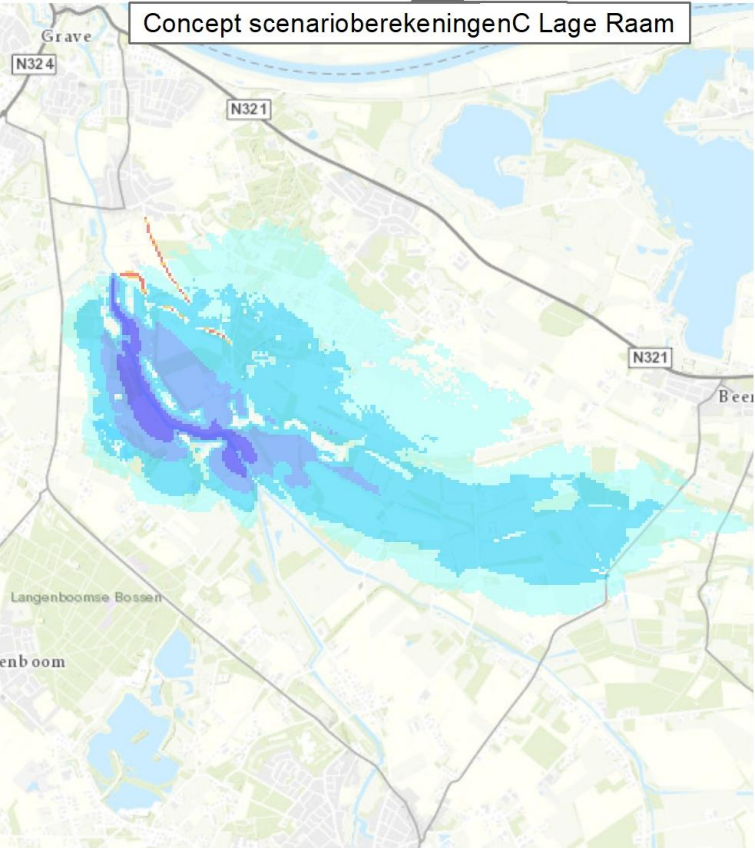 Concept scenarioberekeningenC Lage Raam
Grave
N324
N321
N321
Beer
Langenboomse Bossen
enboom